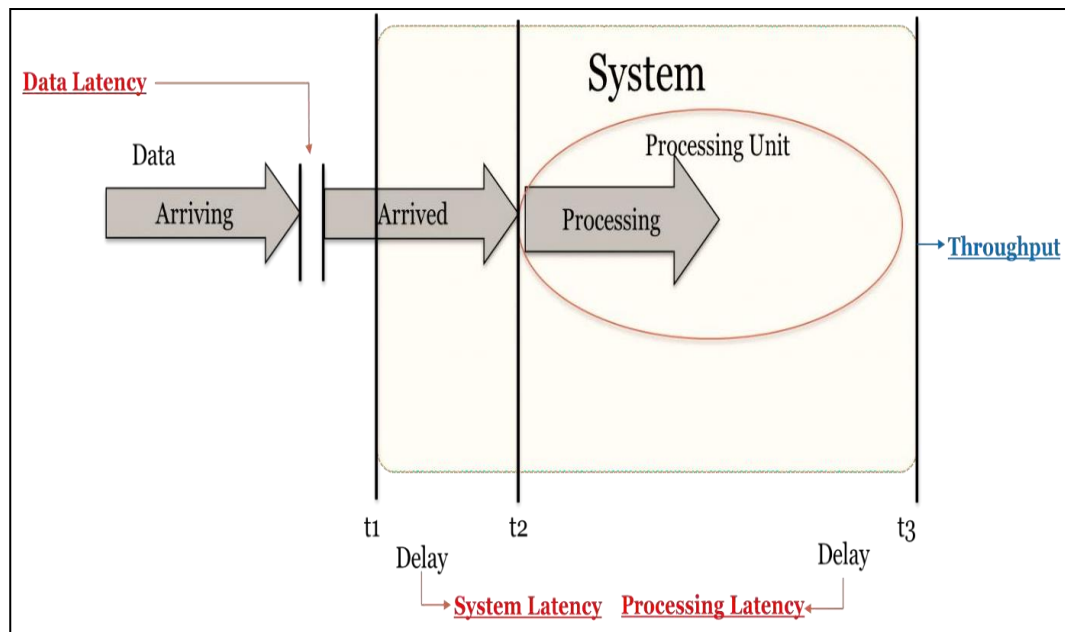 System
Data Latency
Data
Processing Unit
Arriving
Arrived
Processing
Throughput
t1
t2
t3
Delay
Delay
System Latency
Processing Latency